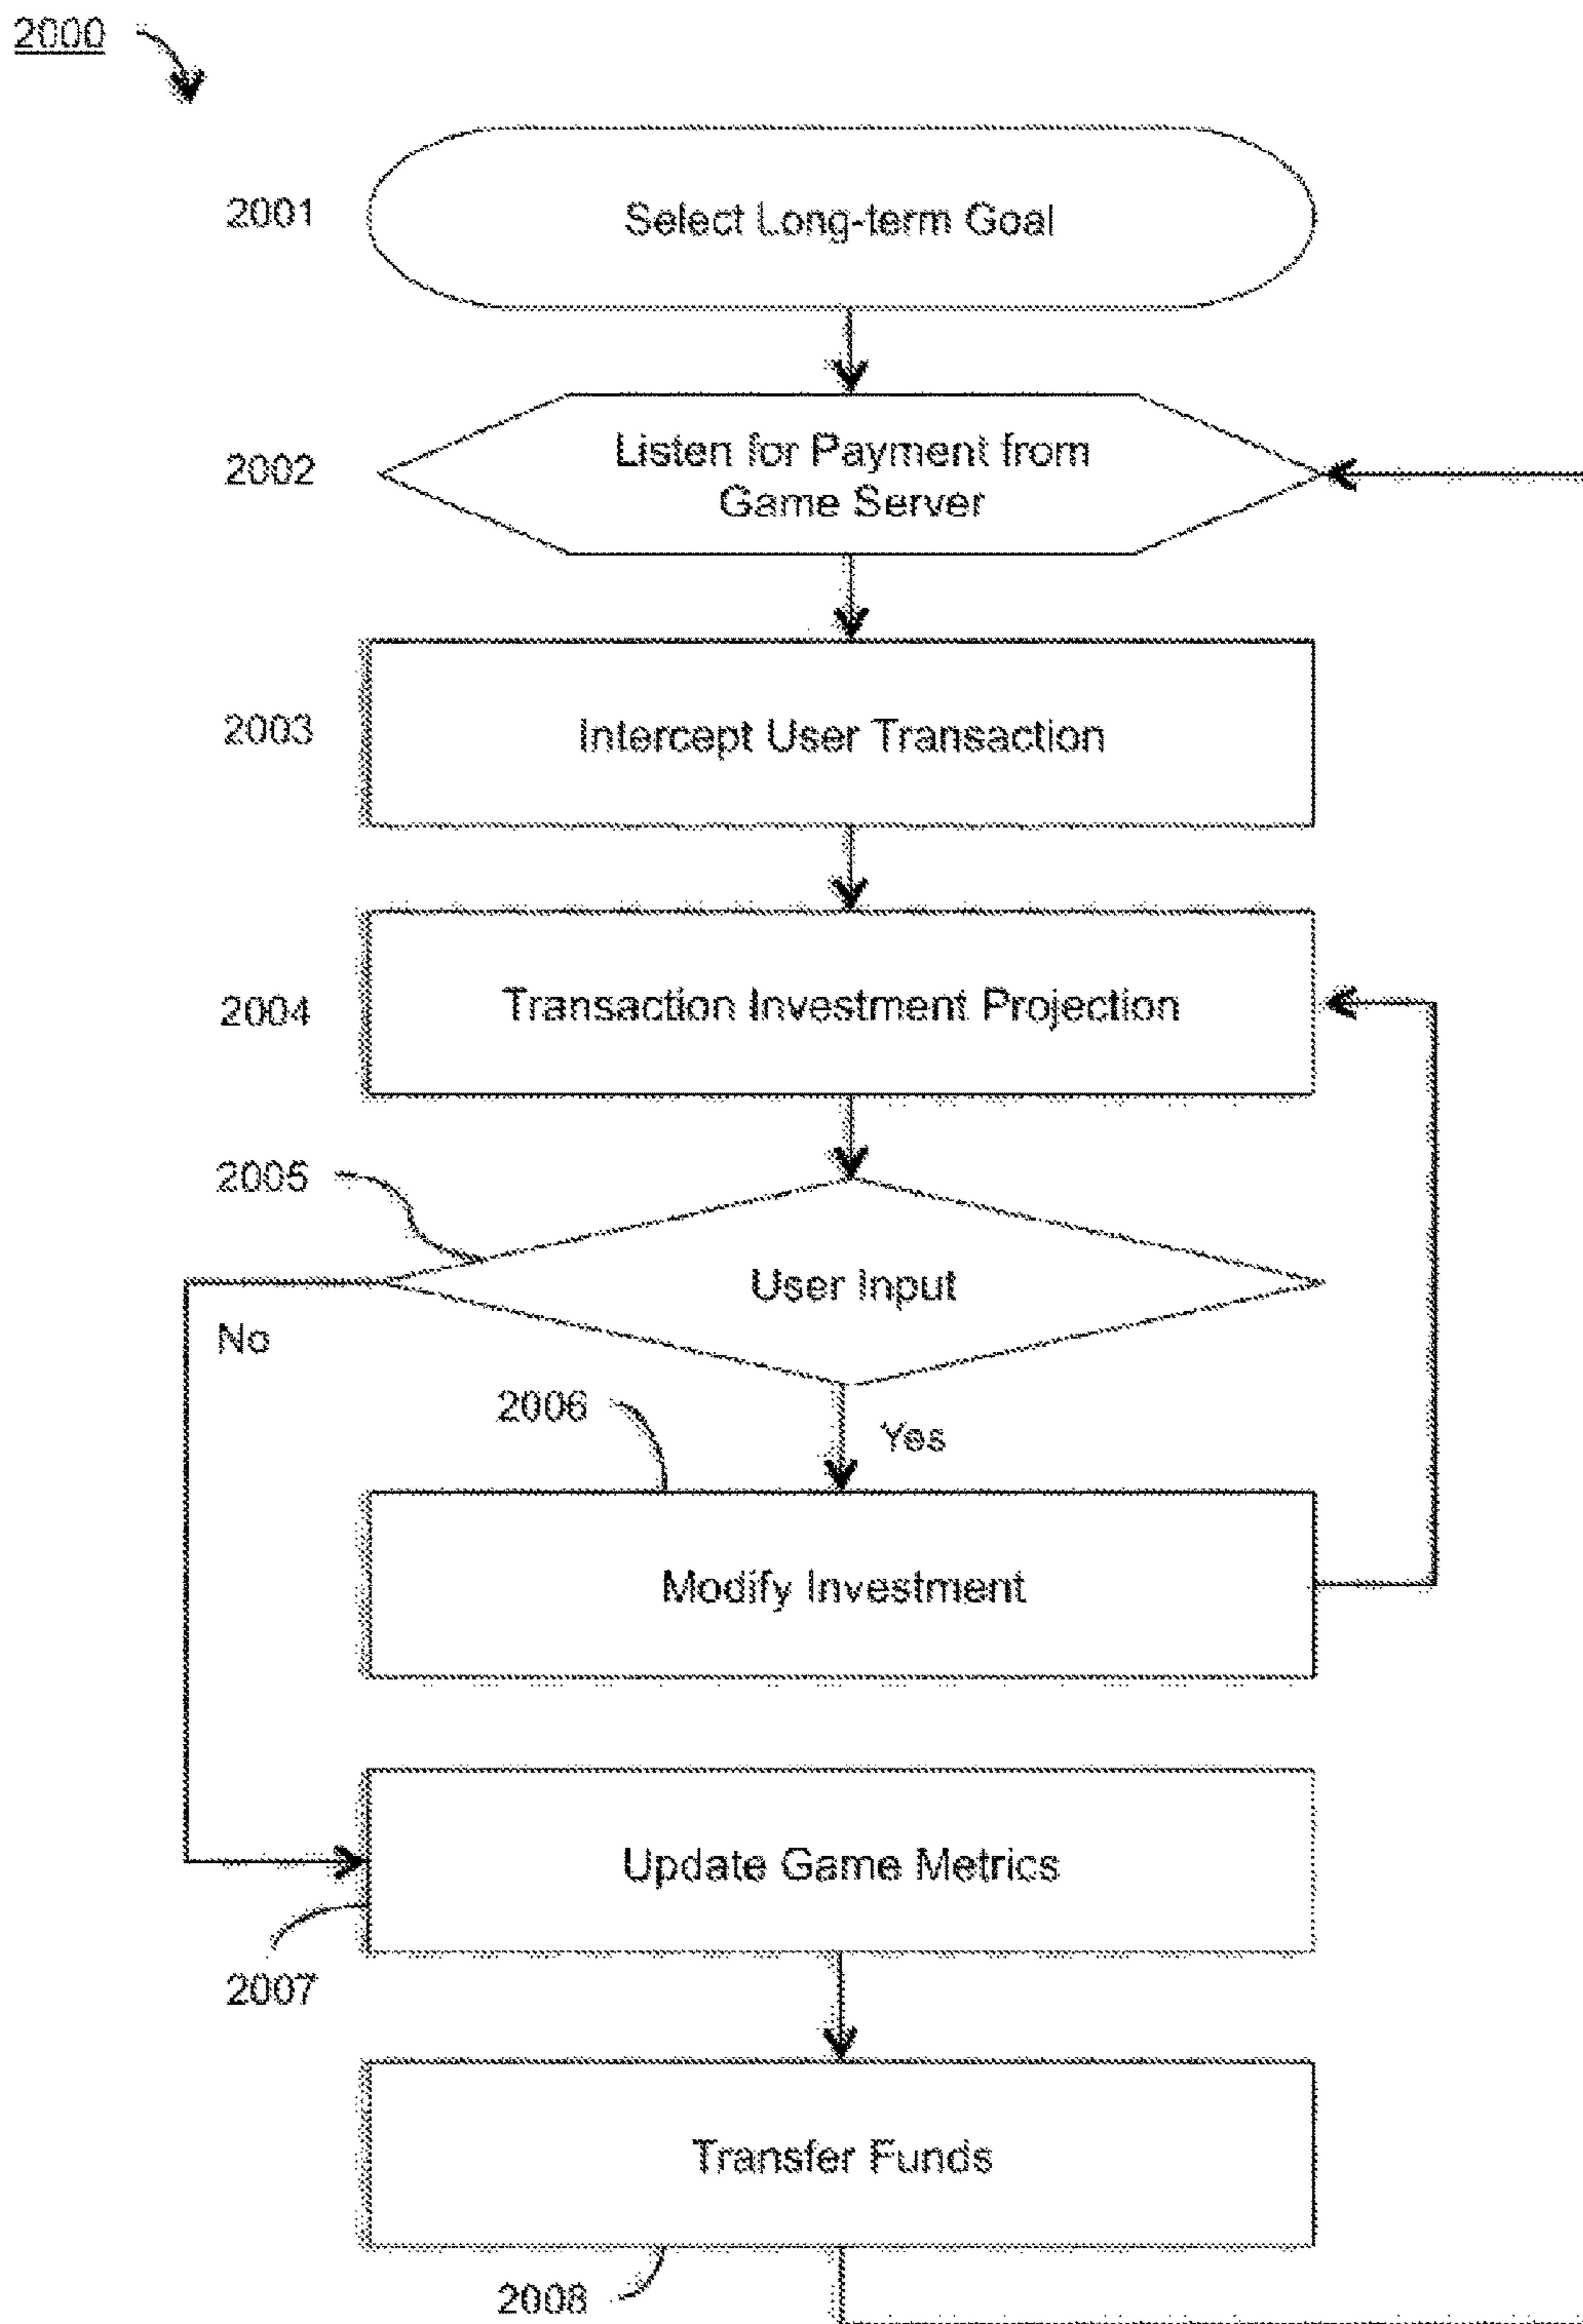 2000
2001
Select Long-term Goal
2002
Listen for Payment from
Game Server
2003
Intercept User Transaction
2004
Transaction Investment Projection
2005
User Input
No
2006
Yes
Modify Investment
Update Game Metrics
2007
Transfer Funds
2008